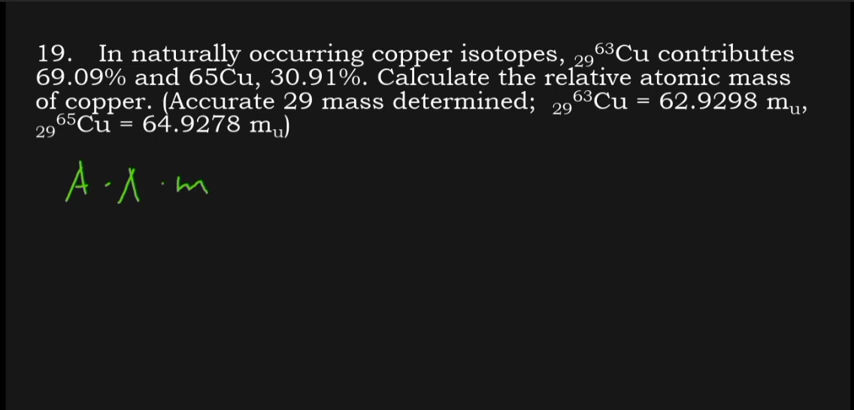 19. In naturally occurring copper isotopes, ₂₉⁶³Cu contributes
69.09% and 65Cu, 30.91%. Calculate the relative atomic mass
of copper. (Accurate 29 mass determined; ₂₉⁶³Cu = 62.9298 mᵤ,
₂₉⁶⁵Cu = 64.9278 mᵤ)
A · λ · m